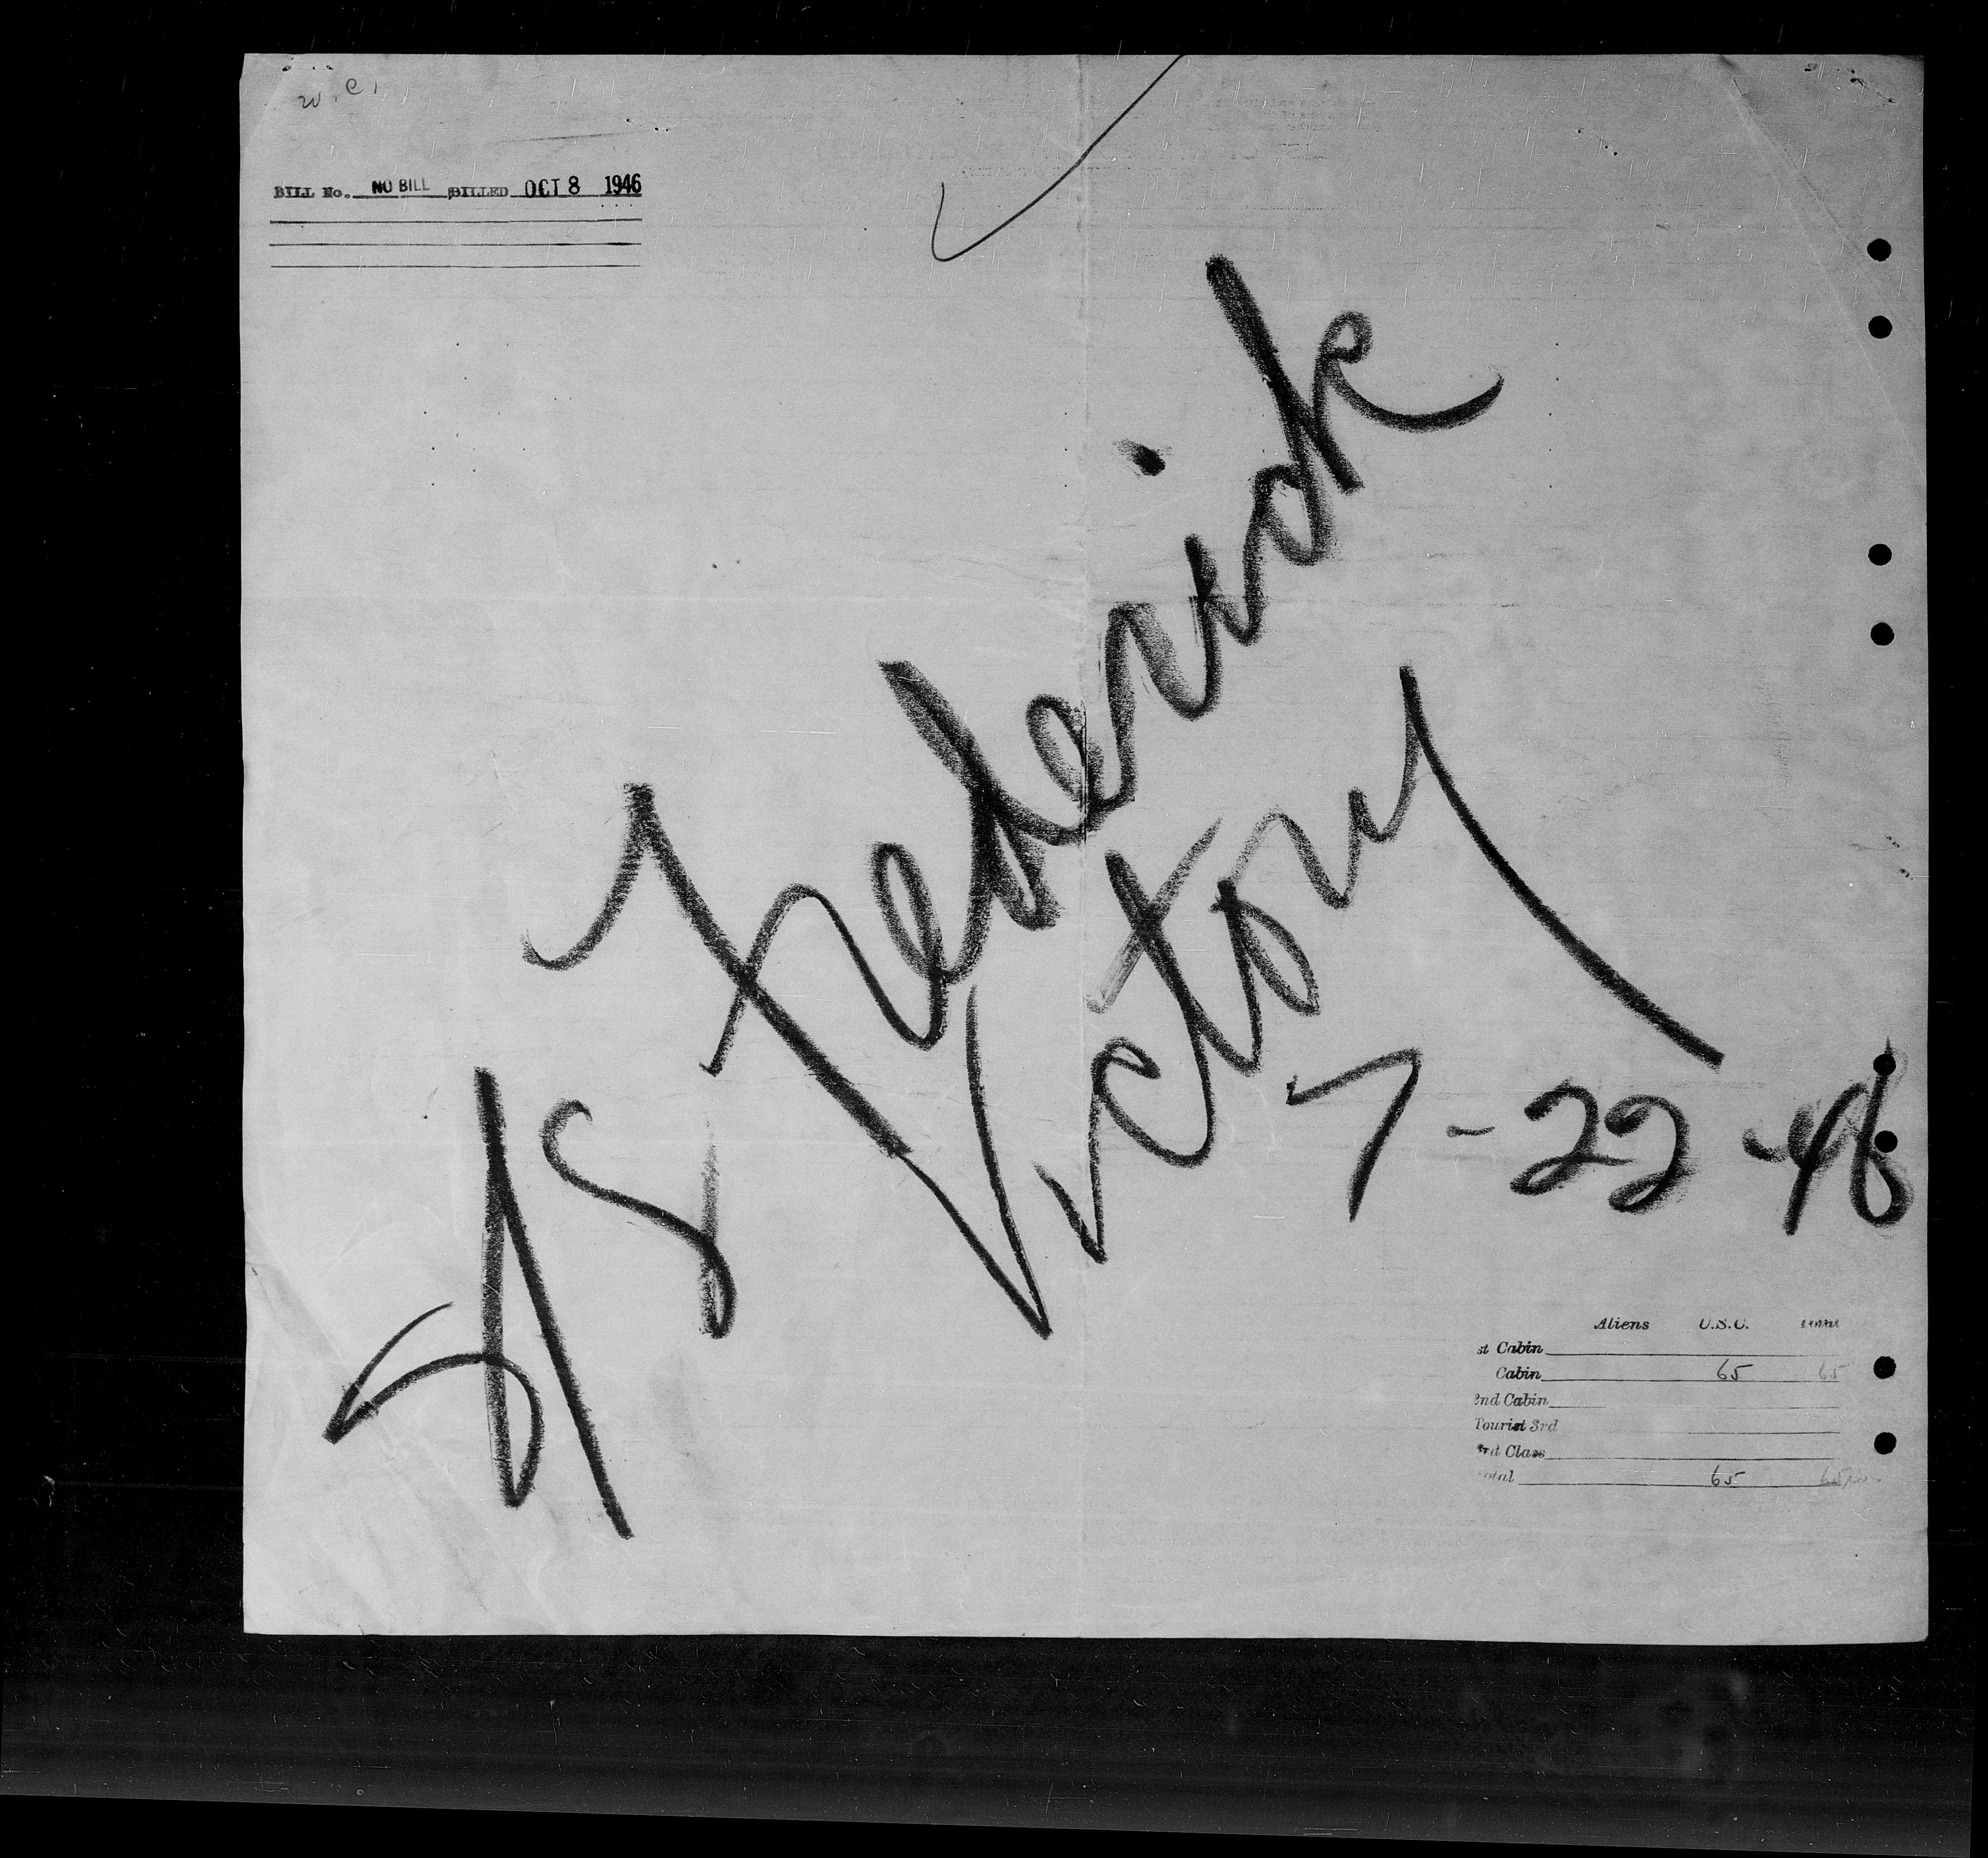 W.C.
BILL No. NO BILL BILLED OCT 8 1946
SS Frederick
Victory
7-22-46
Aliens U.S.C.
st Cabin
Cabin 65 65
2nd Cabin
Tourist 3rd
3rd Class
Total 65 65